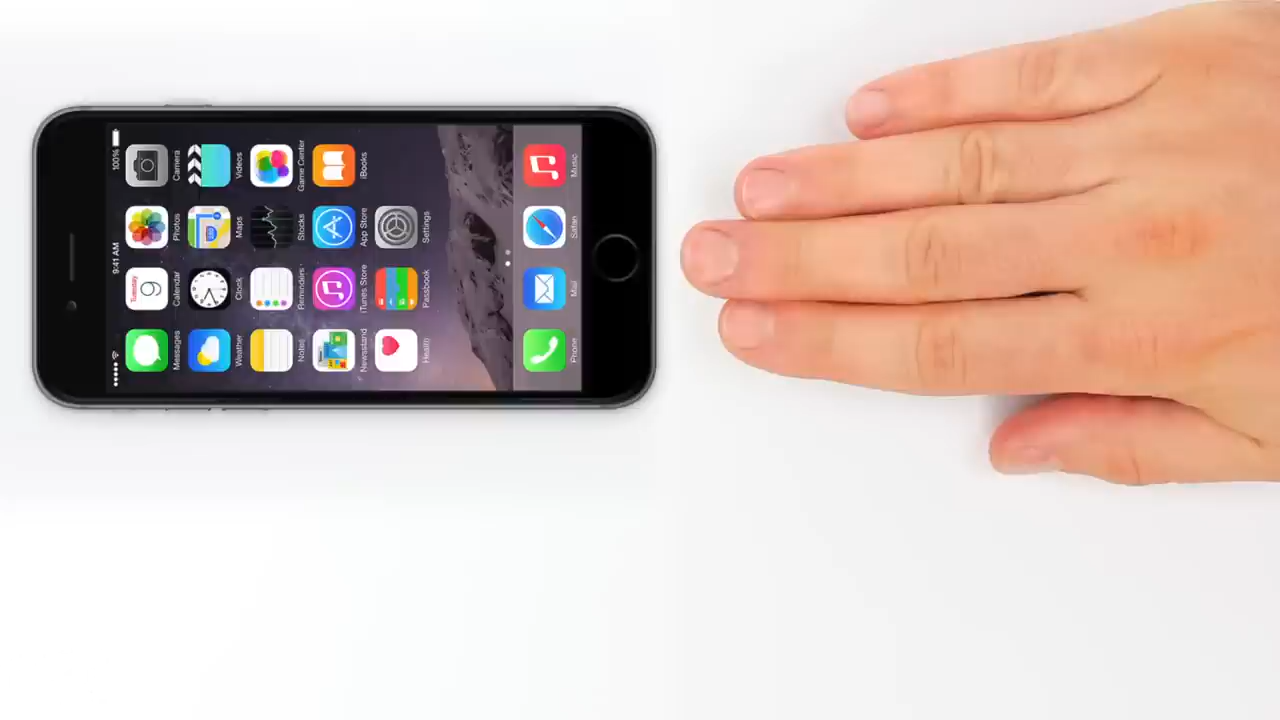 9:41 AM 100%
Messages Calendar Photos Camera
Tuesday
9
Weather Clock Maps Videos
Notes Reminders Stocks Game Center
Newsstand iTunes Store App Store iBooks
Health Passbook Settings
Phone Mail Safari Music